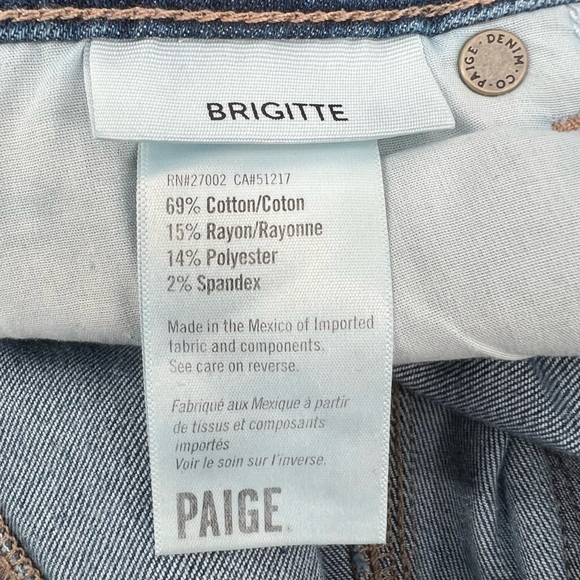 PAIGE · DENIM · CO ·
BRIGITTE
RN#27002 CA#51217
69% Cotton/Coton
15% Rayon/Rayonne
14% Polyester
2% Spandex
Made in the Mexico of Imported
fabric and components.
See care on reverse.
Fabriqué aux Mexique à partir
de tissus et composants
importés
Voir le soin sur l'inverse.
PAIGE